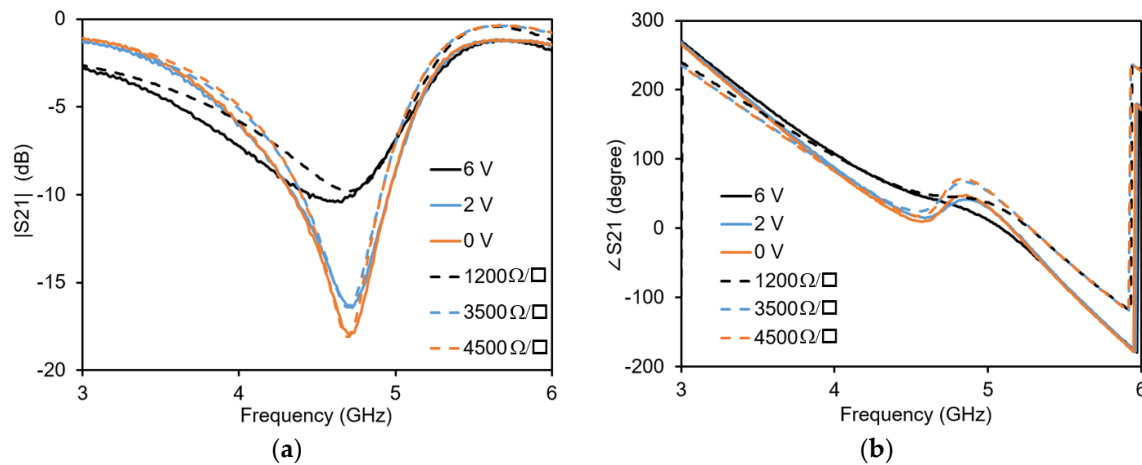 0
-5
-10
-15
-20
|S21| (dB)
6 V
2 V
0 V
1200Ω/□
3500Ω/□
4500Ω/□
3 4 5 6
Frequency (GHz)
(a)
300
200
100
0
-100
-200
∠S21 (degree)
6 V
2 V
0 V
1200Ω/□
3500Ω/□
4500Ω/□
3 4 5 6
Frequency (GHz)
(b)